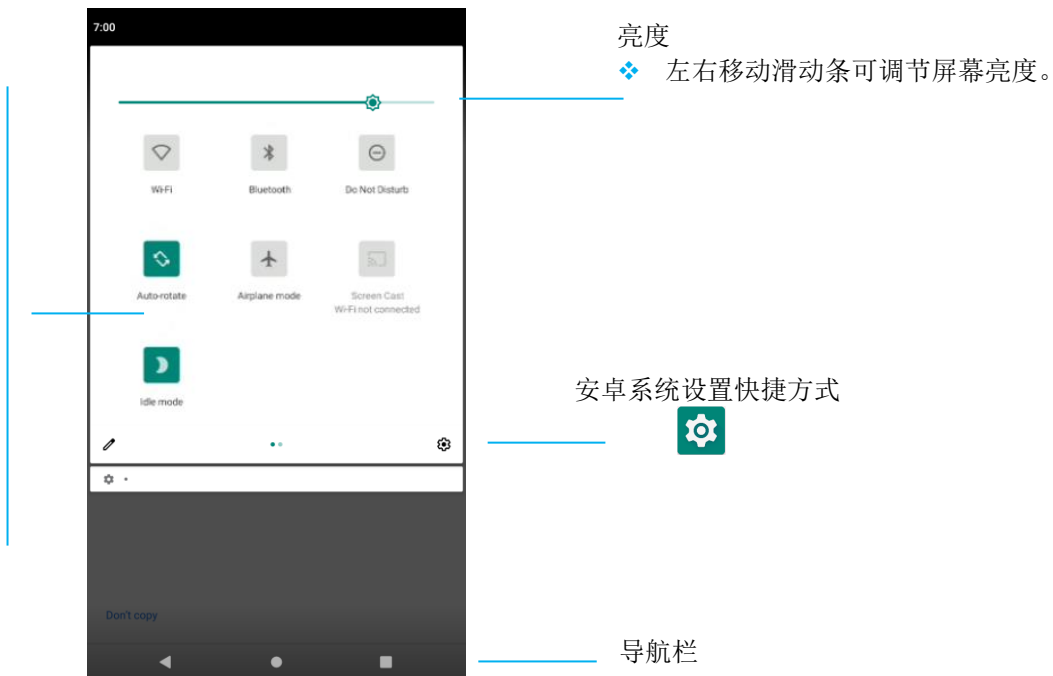 7:00
亮度
❖ 左右移动滑动条可调节屏幕亮度。
Wi-Fi
Bluetooth
Do Not Disturb
Auto-rotate
Airplane mode
Screen Cast
Wi-Fi not connected
Idle mode
安卓系统设置快捷方式
Don't copy
导航栏